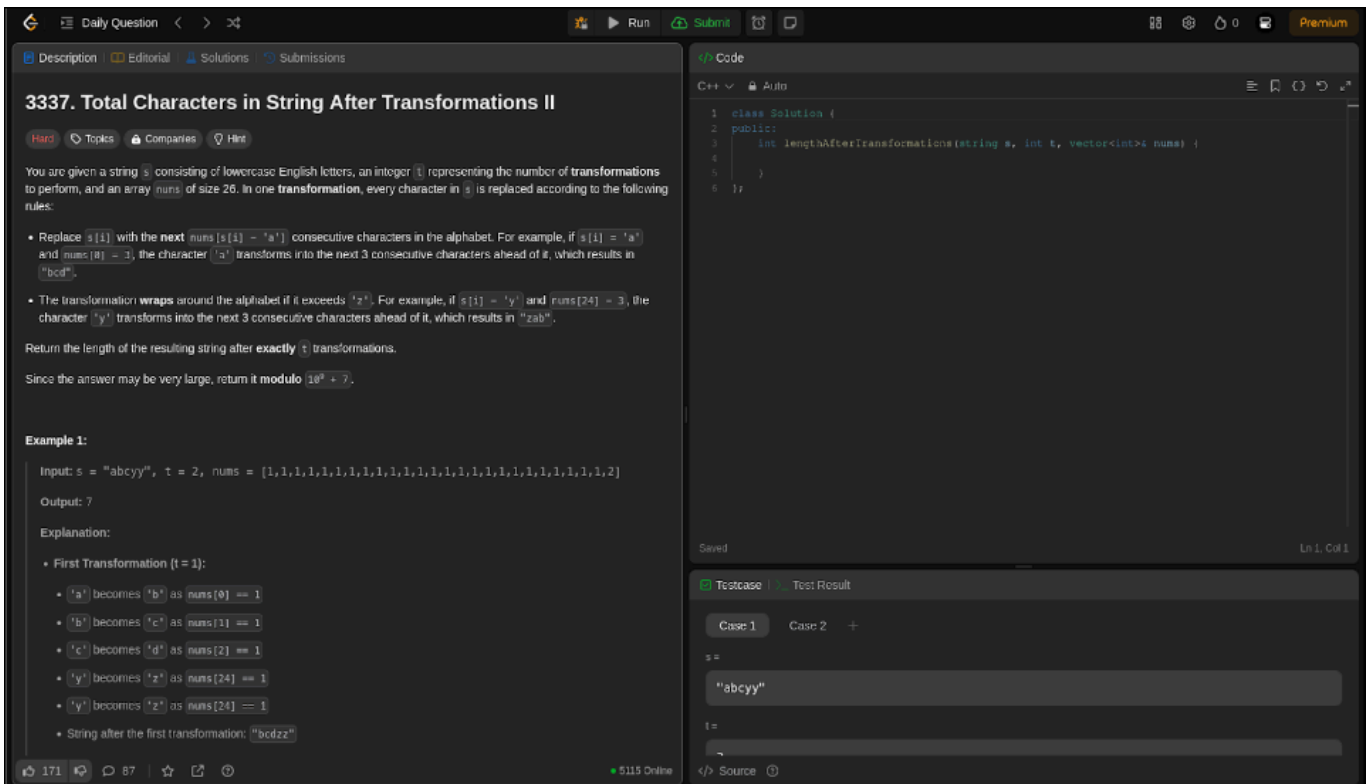 Daily Question
Run
Submit
0
Premium
Description
Editorial
Solutions
Submissions
3337. Total Characters in String After Transformations II
Hard
Topics
Companies
Hint
You are given a string s consisting of lowercase English letters, an integer t representing the number of transformations
to perform, and an array nums of size 26. In one transformation, every character in s is replaced according to the following
rules:
• Replace s[i] with the next nums[s[i] - 'a'] consecutive characters in the alphabet. For example, if s[i] = 'a'
and nums[0] = 3, the character 'a' transforms into the next 3 consecutive characters ahead of it, which results in
"bcd".
• The transformation wraps around the alphabet if it exceeds 'z'. For example, if s[i] = 'y' and nums[24] = 3, the
character 'y' transforms into the next 3 consecutive characters ahead of it, which results in "zab".
Return the length of the resulting string after exactly t transformations.
Since the answer may be very large, return it modulo 10⁹ + 7.
Example 1:
Input: s = "abcyy", t = 2, nums = [1,1,1,1,1,1,1,1,1,1,1,1,1,1,1,1,1,1,1,1,1,1,1,1,1,2]
Output: 7
Explanation:
• First Transformation (t = 1):
• 'a' becomes 'b' as nums[0] == 1
• 'b' becomes 'c' as nums[1] == 1
• 'c' becomes 'd' as nums[2] == 1
• 'y' becomes 'z' as nums[24] == 1
• 'y' becomes 'z' as nums[24] == 1
• String after the first transformation: "bcdzz"
171
87
5115 Online
</> Code
C++
Auto
1 class Solution {
2 public:
3 int lengthAfterTransformations(string s, int t, vector<int>& nums) {
4
5 }
6 };
Saved
Ln 1, Col 1
Testcase
Test Result
Case 1
Case 2
+
s =
"abcyy"
t =
</> Source